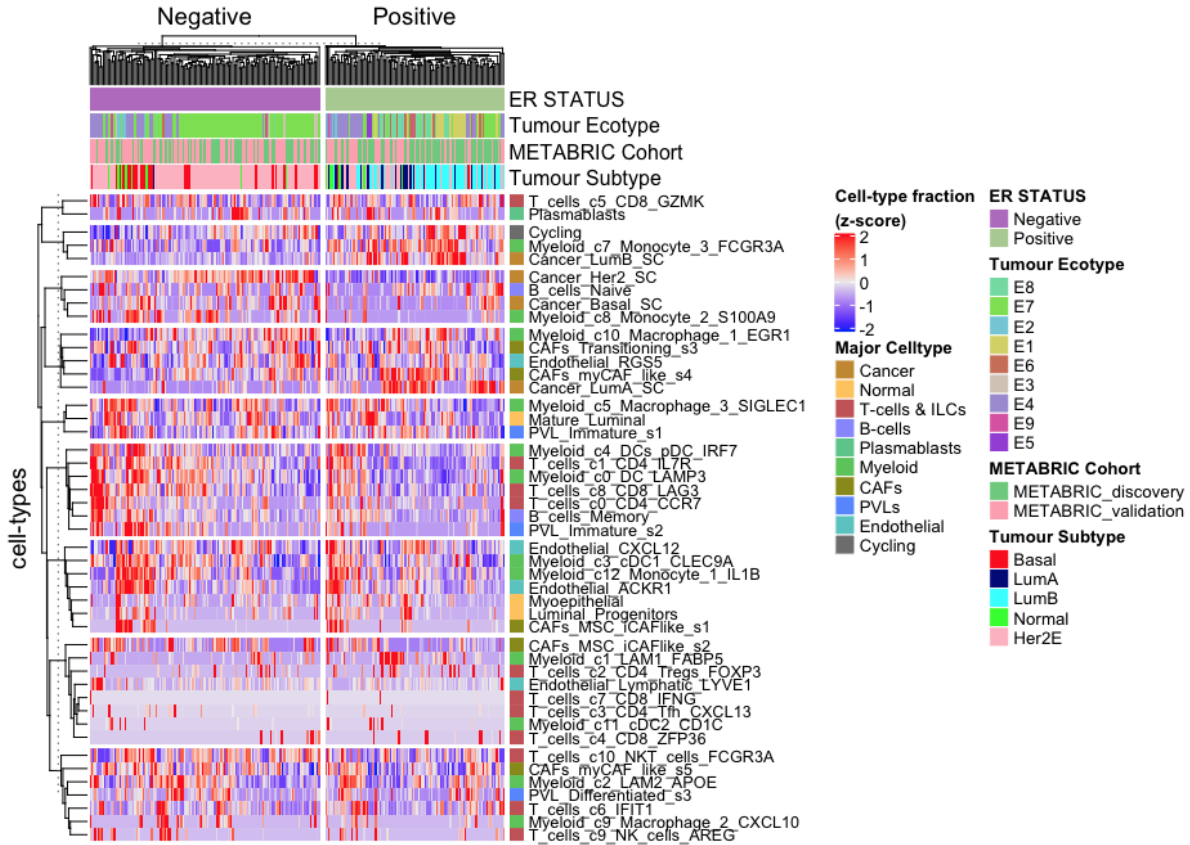 Negative Positive
ER STATUS
Tumour Ecotype
METABRIC Cohort
Tumour Subtype
cell-types
T_cells_c5_CD8_GZMK
Plasmablasts
Cycling
Myeloid_c7_Monocyte_3_FCGR3A
Cancer_LumB_SC
Cancer_Her2_SC
B_cells_Naive
Cancer_Basal_SC
Myeloid_c8_Monocyte_2_S100A9
Myeloid_c10_Macrophage_1_EGR1
CAFs_Transitioning_s3
Endothelial_RGS5
CAFs_myCAF_like_s4
Cancer_LumA_SC
Myeloid_c5_Macrophage_3_SIGLEC1
Mature_Luminal
PVL_Immature_s1
Myeloid_c4_DCs_pDC_IRF7
T_cells_c1_CD4_IL7R
Myeloid_c0_DC_LAMP3
T_cells_c8_CD8_LAG3
T_cells_c0_CD4_CCR7
B_cells_Memory
PVL_Immature_s2
Endothelial_CXCL12
Myeloid_c3_cDC1_CLEC9A
Myeloid_c12_Monocyte_1_IL1B
Endothelial_ACKR1
Myoepithelial
Luminal_Progenitors
CAFs_MSC_iCAFlike_s1
CAFs_MSC_iCAFlike_s2
Myeloid_c1_LAM1_FABP5
T_cells_c2_CD4_Tregs_FOXP3
Endothelial_Lymphatic_LYVE1
T_cells_c7_CD8_IFNG
T_cells_c3_CD4_Tfh_CXCL13
Myeloid_c11_cDC2_CD1C
T_cells_c4_CD8_ZFP36
T_cells_c10_NKT_cells_FCGR3A
CAFs_myCAF_like_s5
Myeloid_c2_LAM2_APOE
PVL_Differentiated_s3
T_cells_c6_IFIT1
Myeloid_c9_Macrophage_2_CXCL10
T_cells_c9_NK_cells_AREG
Cell-type fraction
(z-score)
2
1
0
-1
-2
Major Celltype
Cancer
Normal
T-cells & ILCs
B-cells
Plasmablasts
Myeloid
CAFs
PVLs
Endothelial
Cycling
ER STATUS
Negative
Positive
Tumour Ecotype
E8
E7
E2
E1
E6
E3
E4
E9
E5
METABRIC Cohort
METABRIC_discovery
METABRIC_validation
Tumour Subtype
Basal
LumA
LumB
Normal
Her2E